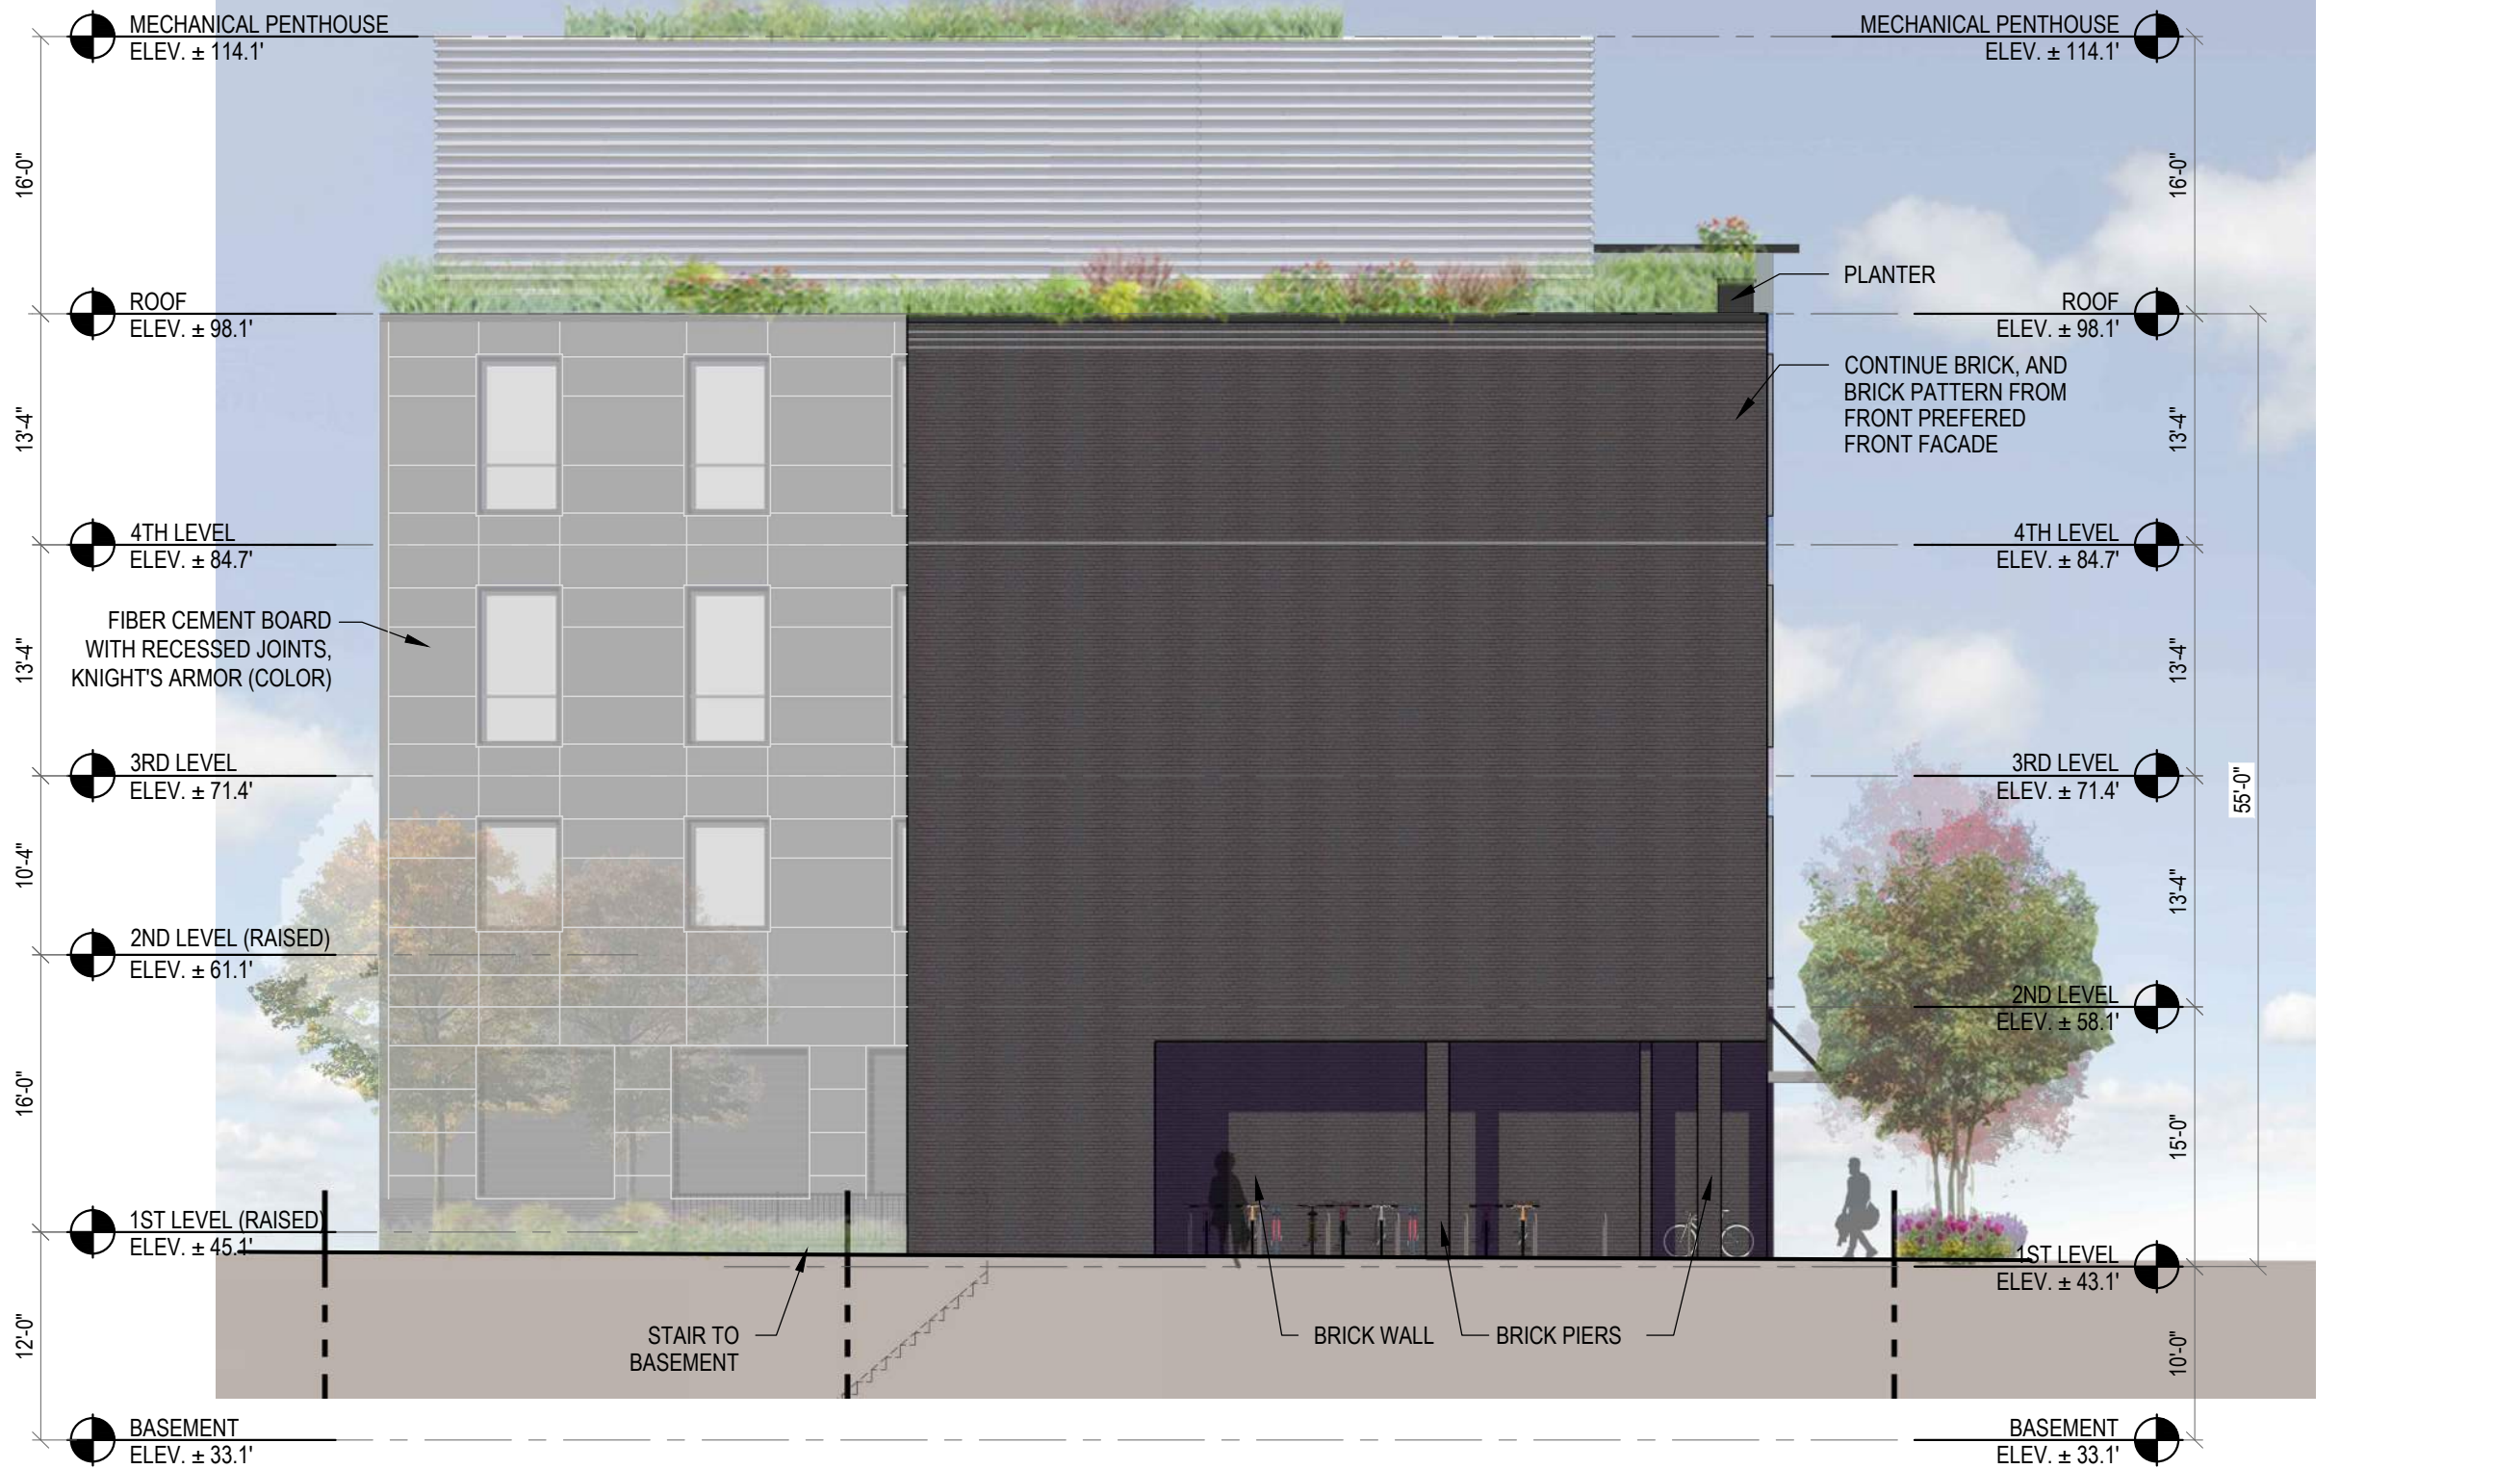 MECHANICAL PENTHOUSE
ELEV. ± 114.1'
16'-0"
ROOF
ELEV. ± 98.1'
13'-4"
4TH LEVEL
ELEV. ± 84.7'
FIBER CEMENT BOARD
WITH RECESSED JOINTS,
KNIGHT'S ARMOR (COLOR)
13'-4"
3RD LEVEL
ELEV. ± 71.4'
10'-4"
2ND LEVEL (RAISED)
ELEV. ± 61.1'
16'-0"
1ST LEVEL (RAISED)
ELEV. ± 45.1'
12'-0"
BASEMENT
ELEV. ± 33.1'
STAIR TO
BASEMENT
BRICK WALL
BRICK PIERS
MECHANICAL PENTHOUSE
ELEV. ± 114.1'
16'-0"
PLANTER
ROOF
ELEV. ± 98.1'
CONTINUE BRICK, AND
BRICK PATTERN FROM
FRONT PREFERED
FRONT FACADE
13'-4"
4TH LEVEL
ELEV. ± 84.7'
13'-4"
3RD LEVEL
ELEV. ± 71.4'
55'-0"
13'-4"
2ND LEVEL
ELEV. ± 58.1'
15'-0"
1ST LEVEL
ELEV. ± 43.1'
10'-0"
BASEMENT
ELEV. ± 33.1'